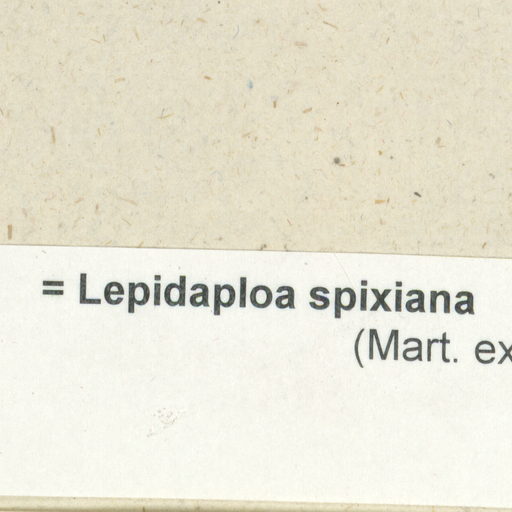 = Lepidaploa spixiana
(Mart. ex